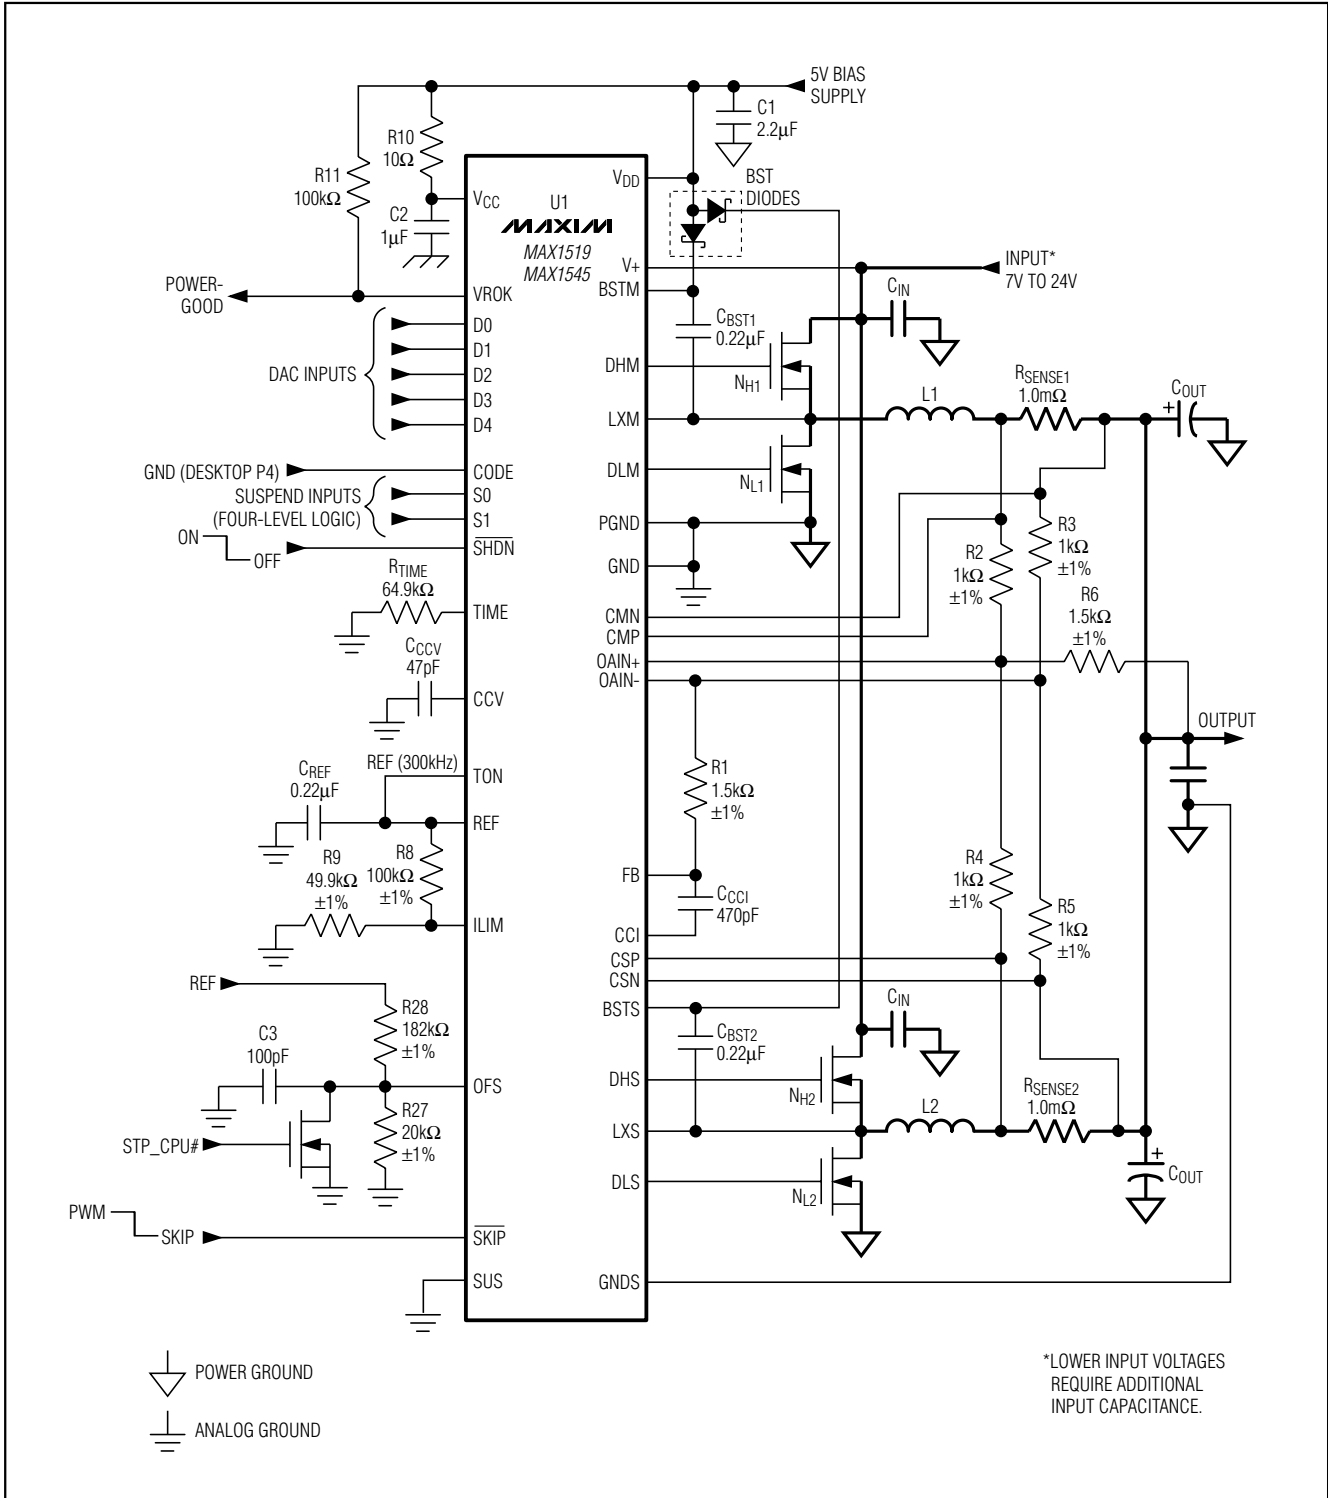 5V BIAS
SUPPLY
C1
2.2µF
R10
10Ω
R11
100kΩ
C2
1µF
VCC
U1
MAXIM
MAX1519
MAX1545
VDD
BST
DIODES
V+
INPUT*
7V TO 24V
BSTM
POWER-
GOOD
VROK
CIN
CBST1
0.22µF
D0
D1
D2
D3
D4
DAC INPUTS
DHM
NH1
LXM
L1
RSENSE1
1.0mΩ
COUT
+
GND (DESKTOP P4)
CODE
DLM
NL1
SUSPEND INPUTS
(FOUR-LEVEL LOGIC)
S0
S1
PGND
ON
OFF
SHDN
GND
R2
1kΩ
±1%
R3
1kΩ
±1%
RTIME
64.9kΩ
TIME
CMN
CMP
R6
1.5kΩ
±1%
OAIN+
OAIN-
CCCV
47pF
CCV
OUTPUT
REF (300kHz)
TON
CREF
0.22µF
REF
R1
1.5kΩ
±1%
R9
49.9kΩ
±1%
R8
100kΩ
±1%
ILIM
FB
CCCI
470pF
CCI
R4
1kΩ
±1%
R5
1kΩ
±1%
CSP
CSN
REF
R28
182kΩ
±1%
BSTS
CIN
C3
100pF
CBST2
0.22µF
OFS
DHS
NH2
R27
20kΩ
±1%
STP_CPU#
LXS
L2
RSENSE2
1.0mΩ
DLS
NL2
+
COUT
PWM
SKIP
SKIP
SUS
GNDS
POWER GROUND
ANALOG GROUND
*LOWER INPUT VOLTAGES
REQUIRE ADDITIONAL
INPUT CAPACITANCE.